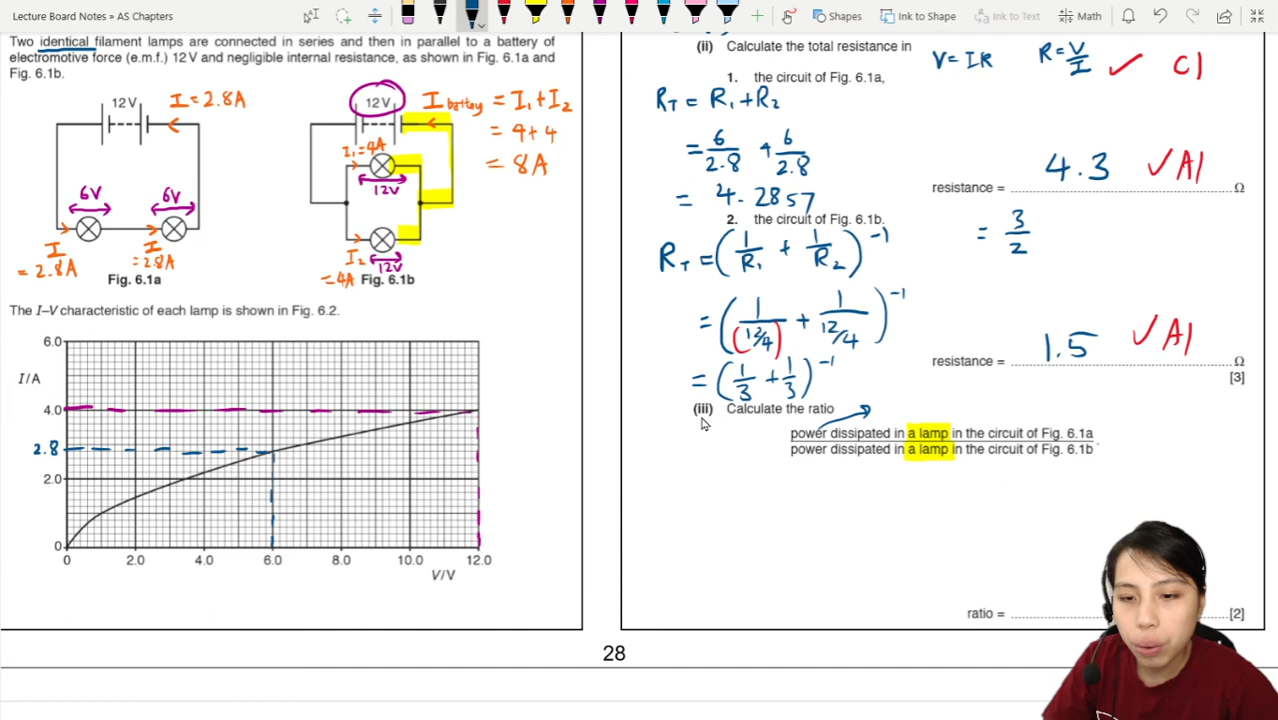 Lecture Board Notes » AS Chapters
Shapes
Ink to Shape
Ink to Text
Math
Two identical filament lamps are connected in series and then in parallel to a battery of
electromotive force (e.m.f.) 12 V and negligible internal resistance, as shown in Fig. 6.1a and
Fig. 6.1b.
12 V
I = 2.8A
6V
6V
I
= 2.8A
I
= 2.8A
Fig. 6.1a
12 V
I battery = I1 + I2
= 4 + 4
= 8A
I1 = 4A
12V
I2
= 4A
12V
Fig. 6.1b
The I–V characteristic of each lamp is shown in Fig. 6.2.
6.0
I / A
4.0
2.8
2.0
0
0 2.0 4.0 6.0 8.0 10.0 12.0
V/V
(ii) Calculate the total resistance in
V = IR R = V/I ✓ C1
1. the circuit of Fig. 6.1a,
RT = R1 + R2
= 6/2.8 + 6/2.8
= 4.2857
resistance = 4.3 Ω ✓ A1
2. the circuit of Fig. 6.1b.
RT = (1/R1 + 1/R2)^-1
= (1/(12/4) + 1/(12/4))^-1
= (1/3 + 1/3)^-1
= 3/2
resistance = 1.5 Ω ✓ A1
[3]
(iii) Calculate the ratio
power dissipated in a lamp in the circuit of Fig. 6.1a
power dissipated in a lamp in the circuit of Fig. 6.1b
ratio = [2]
28